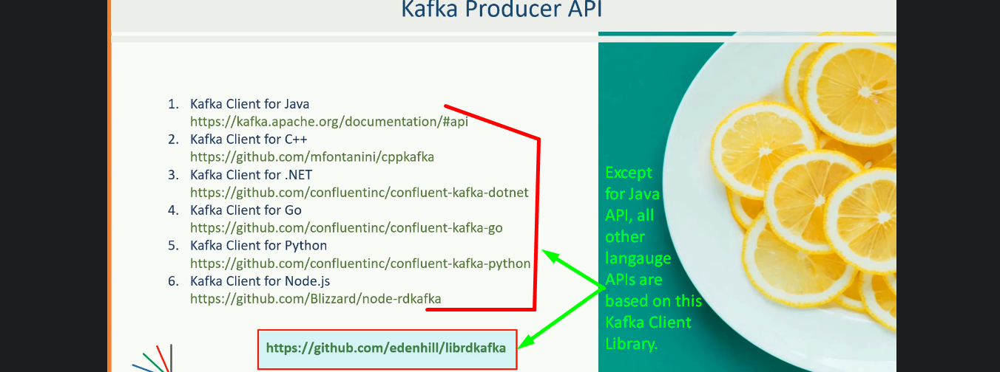 Kafka Producer API
1. Kafka Client for Java
https://kafka.apache.org/documentation/#api
2. Kafka Client for C++
https://github.com/mfontanini/cppkafka
3. Kafka Client for .NET
https://github.com/confluentinc/confluent-kafka-dotnet
4. Kafka Client for Go
https://github.com/confluentinc/confluent-kafka-go
5. Kafka Client for Python
https://github.com/confluentinc/confluent-kafka-python
6. Kafka Client for Node.js
https://github.com/Blizzard/node-rdkafka
https://github.com/edenhill/librdkafka
Except
for Java
API, all
other
langauge
APIs are
based on this
Kafka Client
Library.